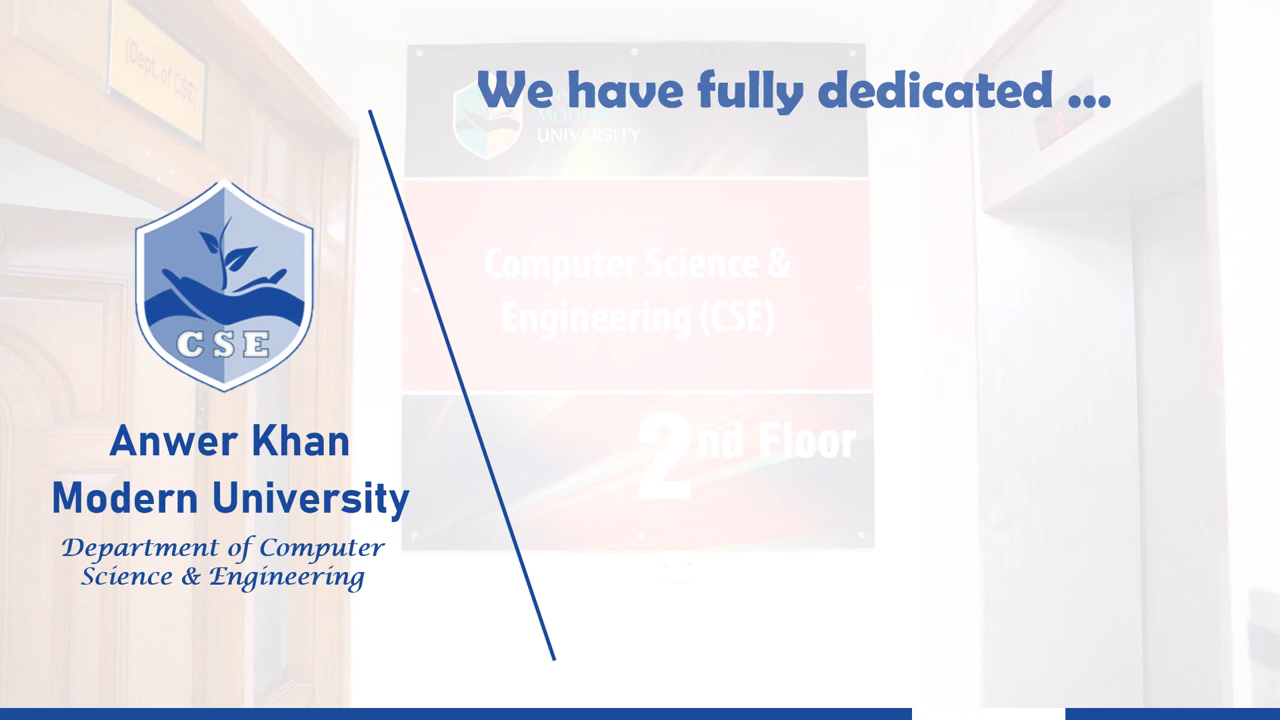 We have fully dedicated ...
(Dept. of CSE)
MODERN
UNIVERSITY
Computer Science &
Engineering (CSE)
2nd Floor
CSE
Anwer Khan
Modern University
Department of Computer
Science & Engineering